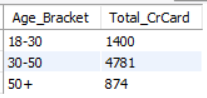 Age_Bracket Total_CrCard
18-30 1400
30-50 4781
50+ 874